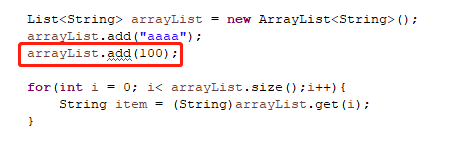 List<String> arrayList = new ArrayList<String>();
arrayList.add("aaaa");
arrayList.add(100);
for(int i = 0; i< arrayList.size();i++){
String item = (String)arrayList.get(i);
}